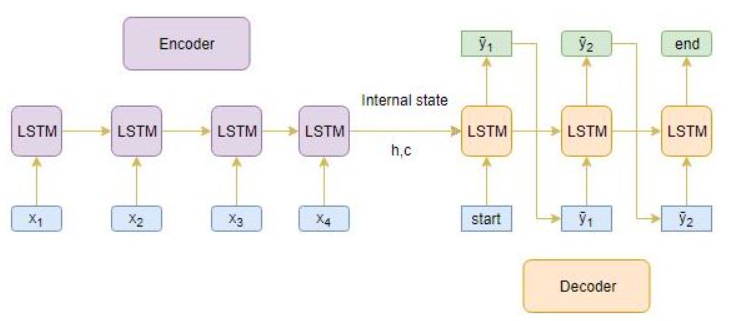 Encoder
ȳ₁
ȳ₂
end
Internal state
LSTM LSTM LSTM LSTM LSTM LSTM LSTM
h,c
x₁ x₂ x₃ x₄ start ȳ₁ ȳ₂
Decoder